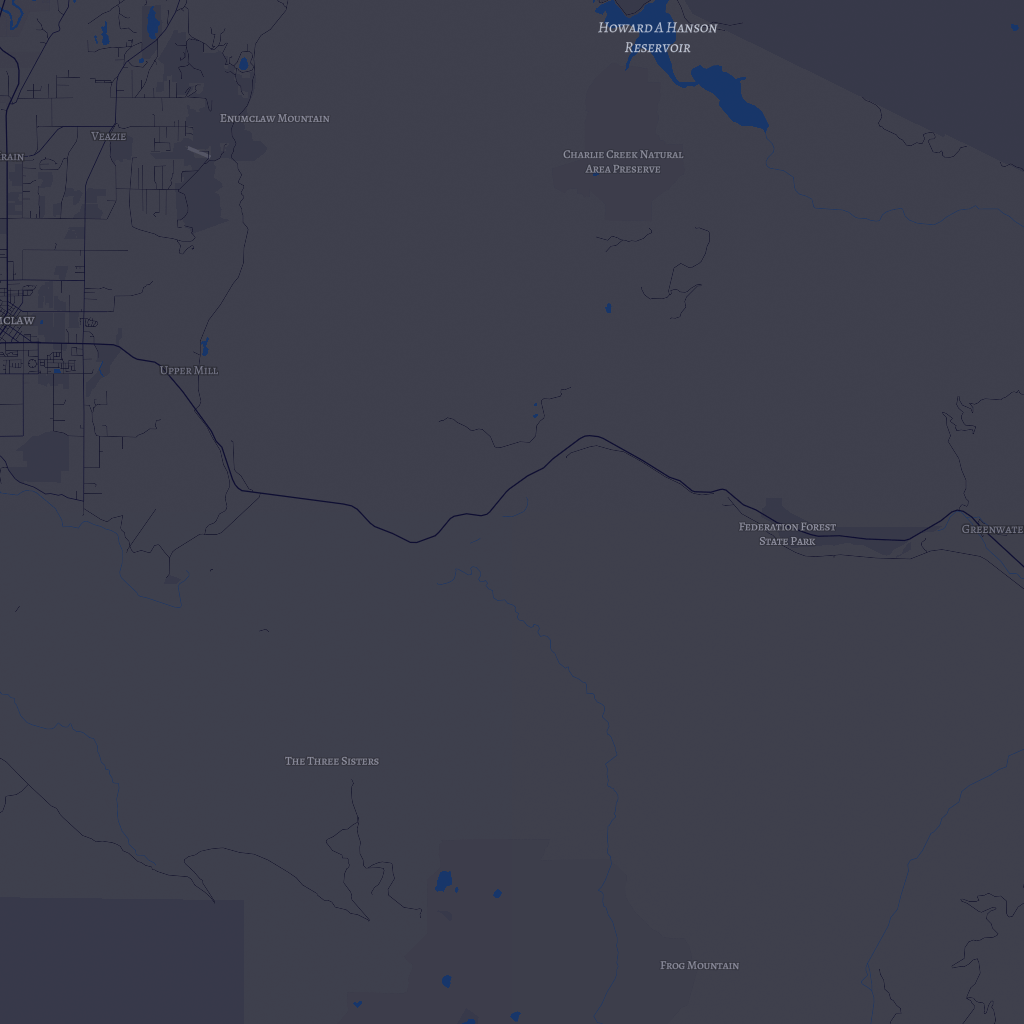 HOWARD A HANSON
RESERVOIR
ENUMCLAW MOUNTAIN
VEAZIE
RAIN
CHARLIE CREEK NATURAL
AREA PRESERVE
MCLAW
UPPER MILL
FEDERATION FOREST
STATE PARK
GREENWATE
THE THREE SISTERS
FROG MOUNTAIN